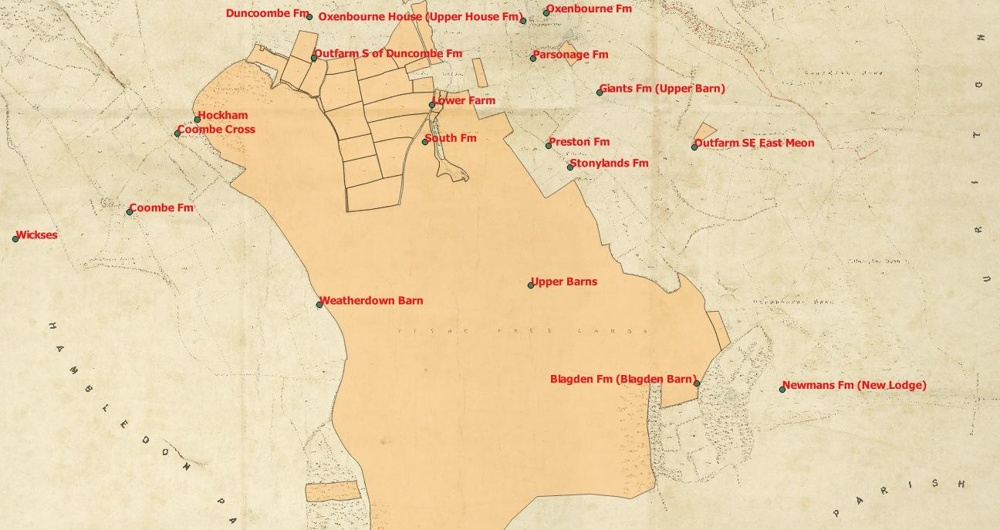 Duncoombe Fm
Oxenbourne House (Upper House Fm)
Oxenbourne Fm
Outfarm S of Duncombe Fm
Parsonage Fm
Giants Fm (Upper Barn)
Lower Farm
Hockham
Coombe Cross
South Fm
Preston Fm
Outfarm SE East Meon
Stonylands Fm
Coombe Fm
Wickses
Upper Barns
Weatherdown Barn
TITHE FREE LANDS
Blagden Fm (Blagden Barn)
Newmans Fm (New Lodge)
HAMBLEDON PA
PARISH